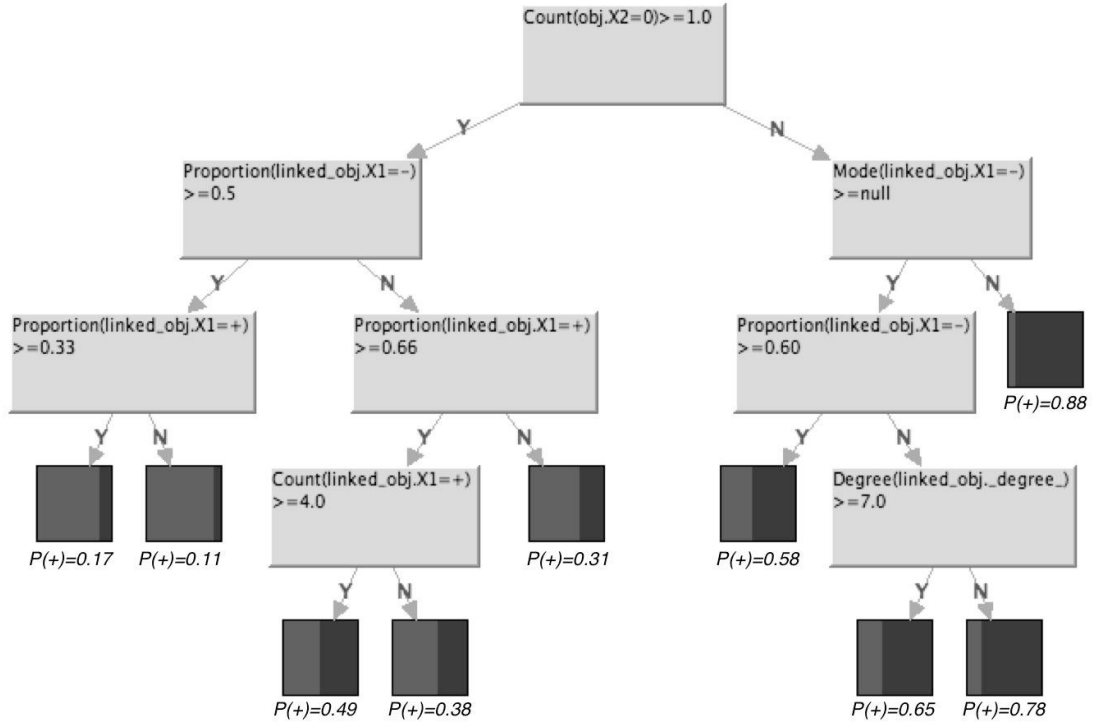 Count(obj.X2=0)>=1.0
Y
N
Proportion(linked_obj.X1=-)
>=0.5
Mode(linked_obj.X1=-)
>=null
Y
N
Y
N
Proportion(linked_obj.X1=+)
>=0.33
Proportion(linked_obj.X1=+)
>=0.66
Proportion(linked_obj.X1=-)
>=0.60
P(+)=0.88
Y
N
Y
N
Y
N
Count(linked_obj.X1=+)
>=4.0
Degree(linked_obj._degree_)
>=7.0
P(+)=0.17
P(+)=0.11
P(+)=0.31
P(+)=0.58
Y
N
Y
N
P(+)=0.49
P(+)=0.38
P(+)=0.65
P(+)=0.78